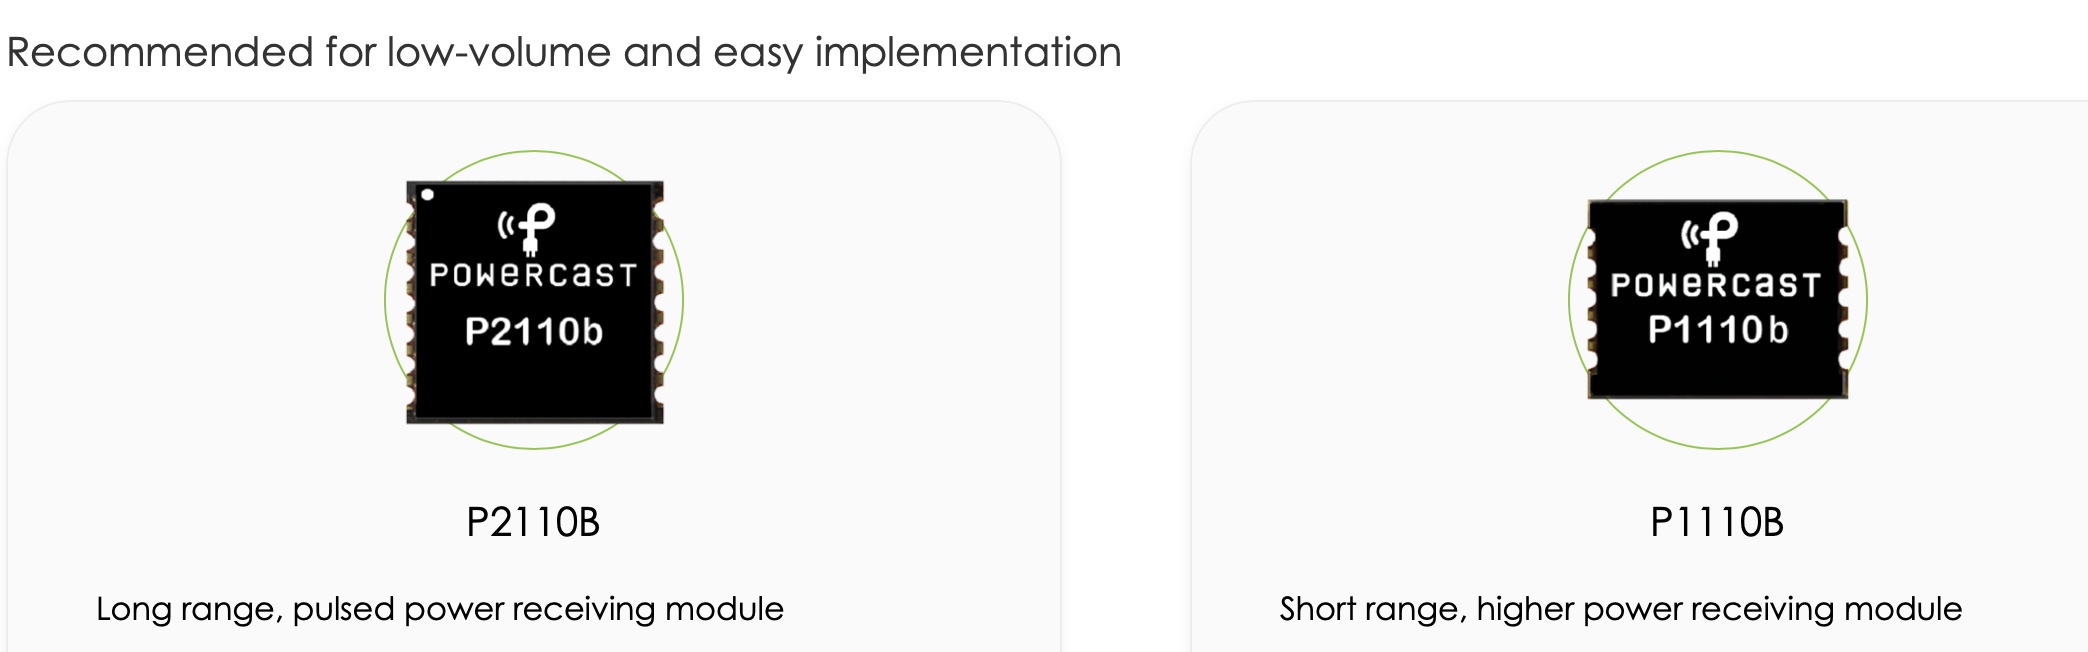 Recommended for low-volume and easy implementation
POWERCAST
P2110b
P2110B
Long range, pulsed power receiving module
POWERCAST
P1110b
P1110B
Short range, higher power receiving module